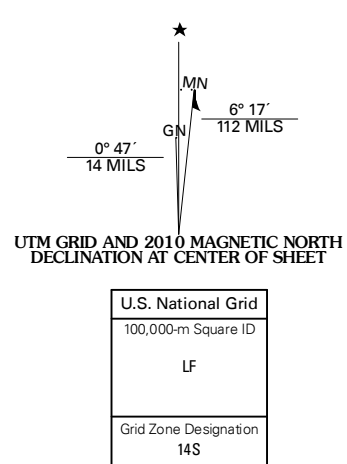 MN
6° 17´
112 MILS
GN
0° 47´
14 MILS
UTM GRID AND 2010 MAGNETIC NORTH
DECLINATION AT CENTER OF SHEET
U.S. National Grid
100,000-m Square ID
LF
Grid Zone Designation
14S